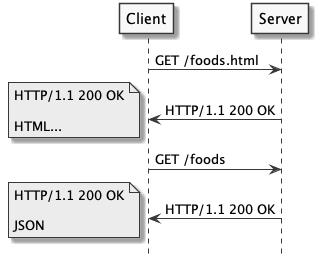 Client
Server
GET /foods.html
HTTP/1.1 200 OK
HTTP/1.1 200 OK
HTML...
GET /foods
HTTP/1.1 200 OK
HTTP/1.1 200 OK
JSON